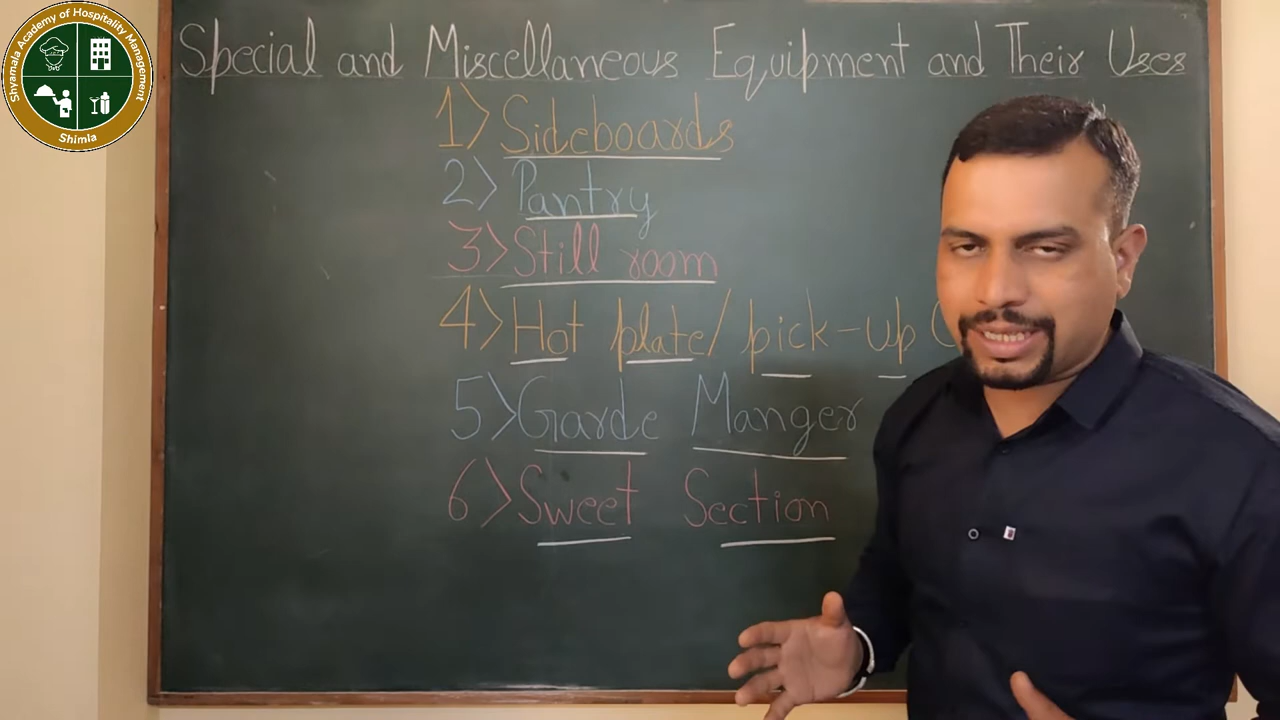 Shyamala Academy of Hospitality Management
Shimla
Special and Miscellaneous Equipment and Their Uses
1> Sideboards
2> Pantry
3> Still room
4> Hot plate/ pick-up (
5> Garde Manger
6> Sweet Section